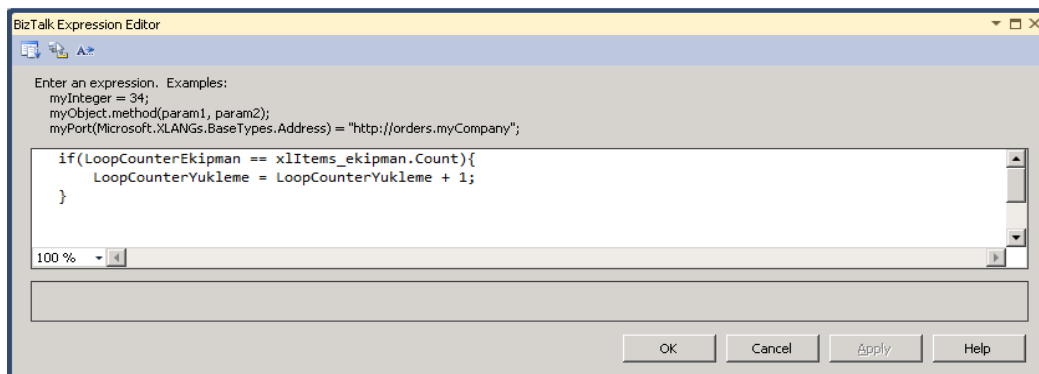 BizTalk Expression Editor
Enter an expression. Examples:
myInteger = 34;
myObject.method(param1, param2);
myPort(Microsoft.XLANGs.BaseTypes.Address) = "http://orders.myCompany";
if(LoopCounterEkipman == xlItems_ekipman.Count){
LoopCounterYukleme = LoopCounterYukleme + 1;
}
100 %
OK Cancel Apply Help